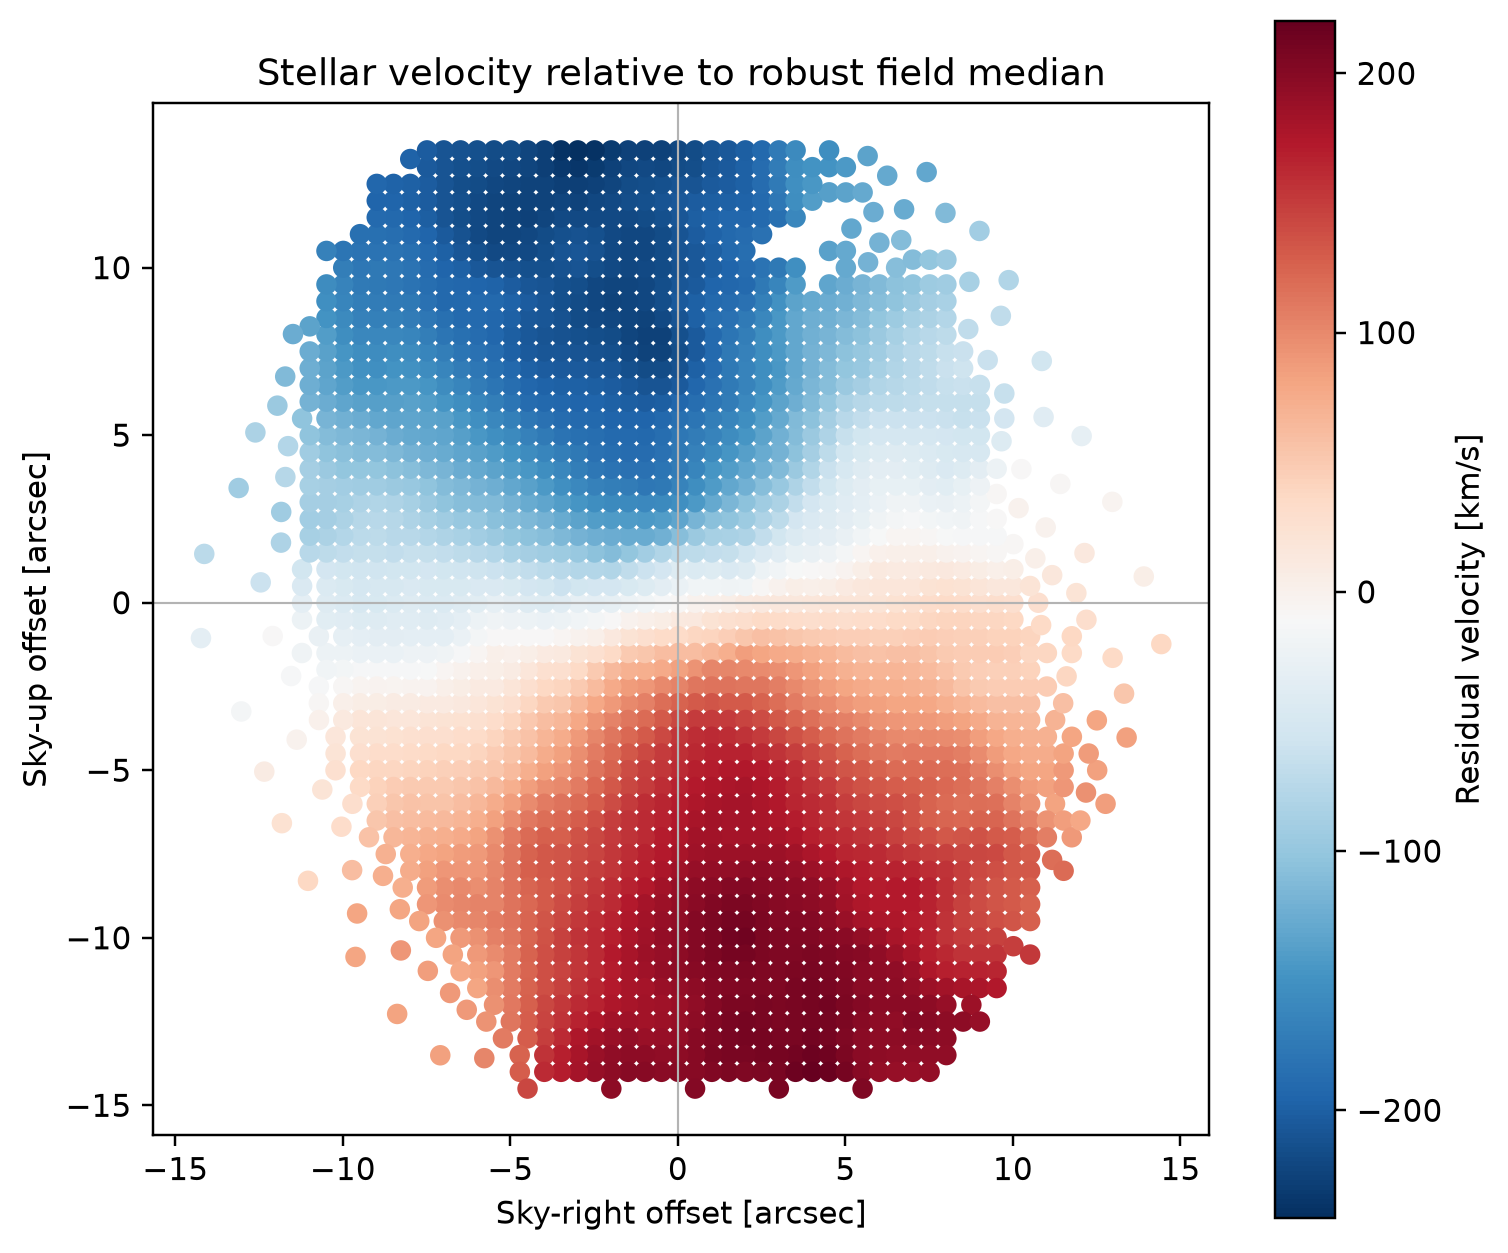 Stellar velocity relative to robust field median
200
100
0
−100
−200
Residual velocity [km/s]
10
5
0
−5
−10
−15
Sky-up offset [arcsec]
−15 −10 −5 0 5 10 15
Sky-right offset [arcsec]